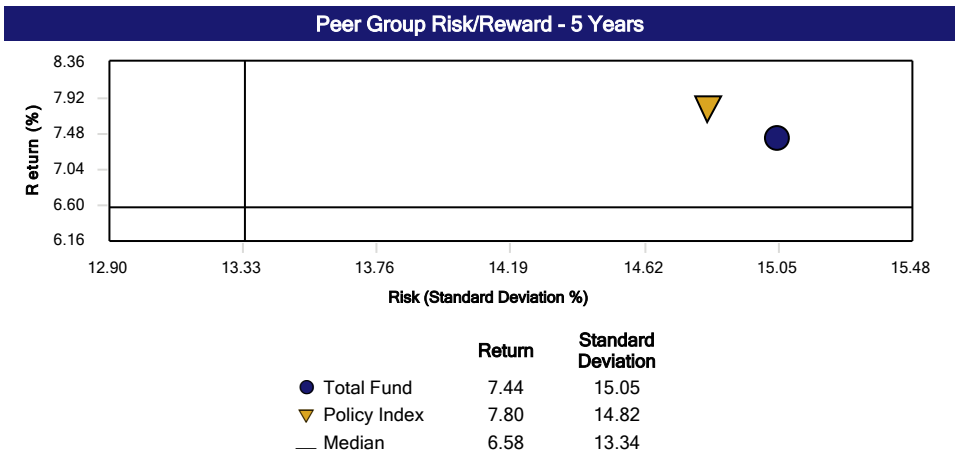 Peer Group Risk/Reward - 5 Years
8.36
7.92
7.48
7.04
6.60
6.16
Return (%)
12.90 13.33 13.76 14.19 14.62 15.05 15.48
Risk (Standard Deviation %)
Return Standard Deviation
Total Fund 7.44 15.05
Policy Index 7.80 14.82
Median 6.58 13.34